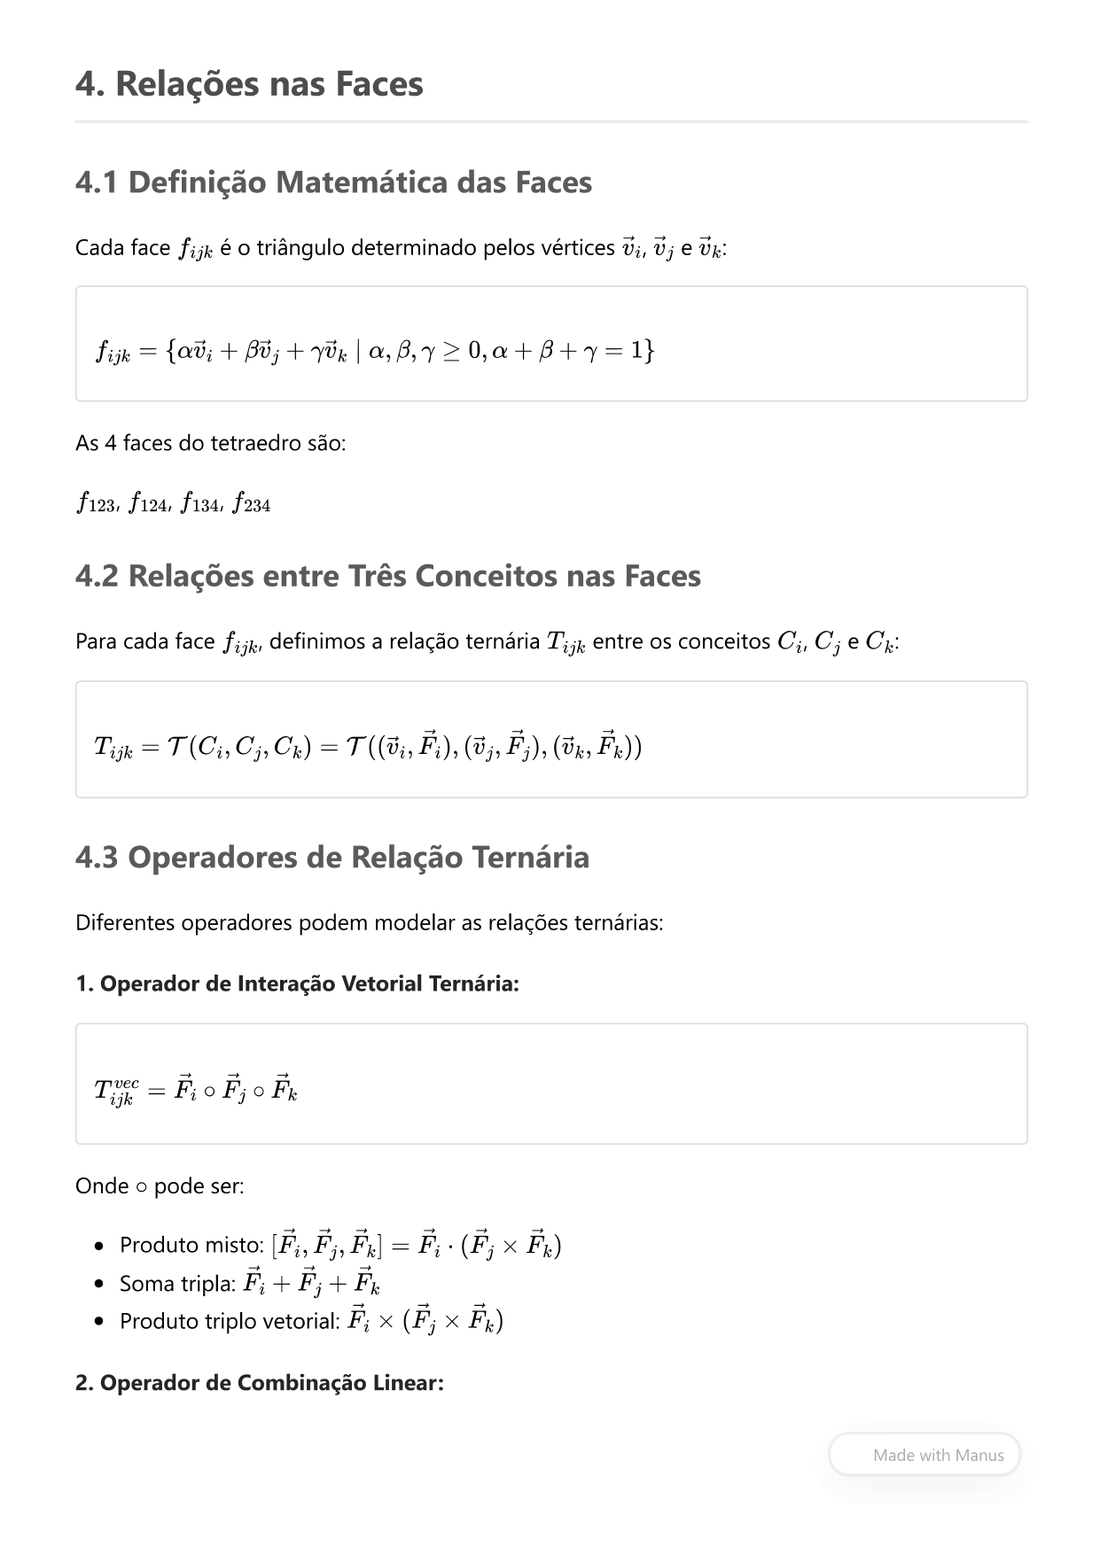 4. Relações nas Faces
4.1 Definição Matemática das Faces
Cada face $f_{ijk}$ é o triângulo determinado pelos vértices $\vec{v}_i$, $\vec{v}_j$ e $\vec{v}_k$:
$f_{ijk} = \{\alpha\vec{v}_i + \beta\vec{v}_j + \gamma\vec{v}_k \mid \alpha, \beta, \gamma \geq 0, \alpha + \beta + \gamma = 1\}$
As 4 faces do tetraedro são:
$f_{123}$, $f_{124}$, $f_{134}$, $f_{234}$
4.2 Relações entre Três Conceitos nas Faces
Para cada face $f_{ijk}$, definimos a relação ternária $T_{ijk}$ entre os conceitos $C_i$, $C_j$ e $C_k$:
$T_{ijk} = \mathcal{T}(C_i, C_j, C_k) = \mathcal{T}((\vec{v}_i, \vec{F}_i), (\vec{v}_j, \vec{F}_j), (\vec{v}_k, \vec{F}_k))$
4.3 Operadores de Relação Ternária
Diferentes operadores podem modelar as relações ternárias:
1. Operador de Interação Vetorial Ternária:
$T_{ijk}^{vec} = \vec{F}_i \circ \vec{F}_j \circ \vec{F}_k$
Onde $\circ$ pode ser:
• Produto misto: $[\vec{F}_i, \vec{F}_j, \vec{F}_k] = \vec{F}_i \cdot (\vec{F}_j \times \vec{F}_k)$
• Soma tripla: $\vec{F}_i + \vec{F}_j + \vec{F}_k$
• Produto triplo vetorial: $\vec{F}_i \times (\vec{F}_j \times \vec{F}_k)$
2. Operador de Combinação Linear:
Made with Manus